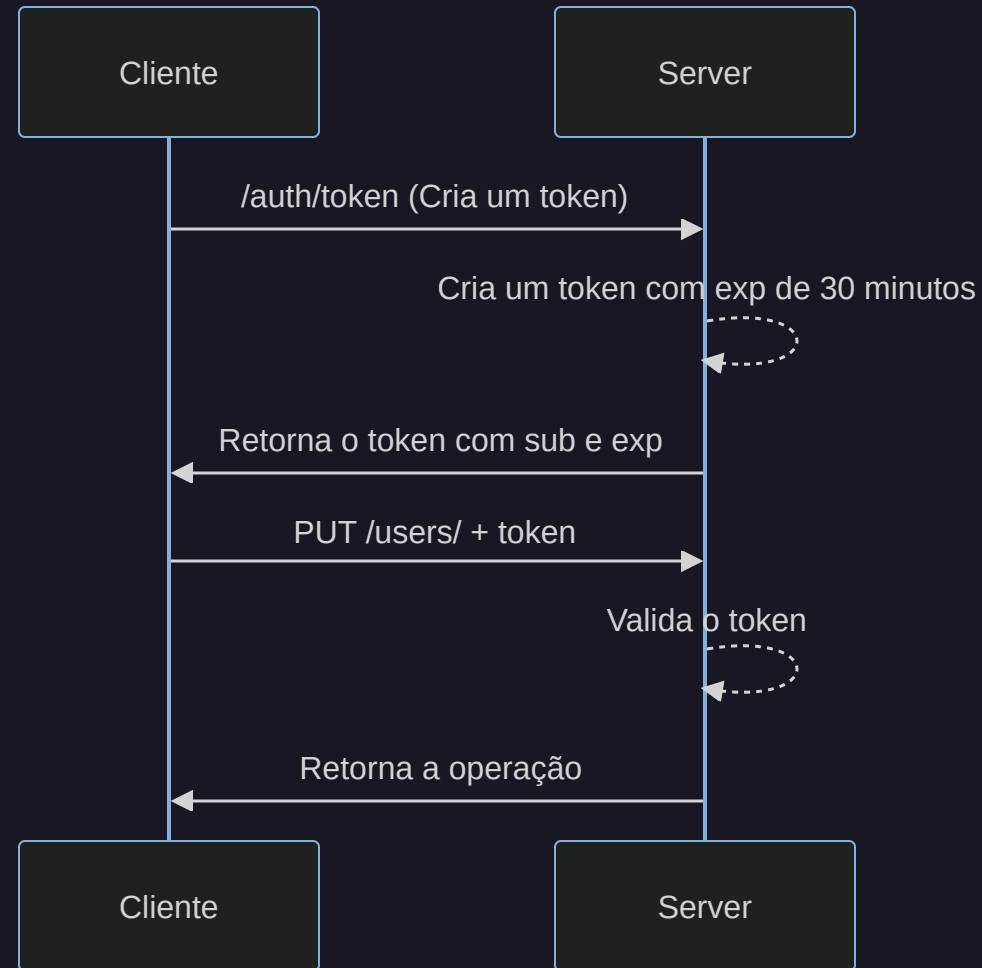 Cliente
Server
/auth/token (Cria um token)
Cria um token com exp de 30 minutos
Retorna o token com sub e exp
PUT /users/ + token
Valida o token
Retorna a operação
Cliente
Server